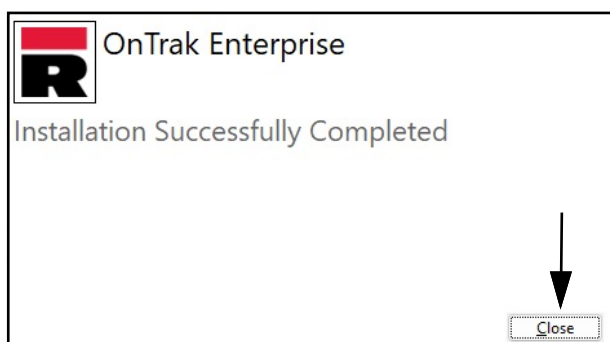 R
OnTrak Enterprise
Installation Successfully Completed
Close